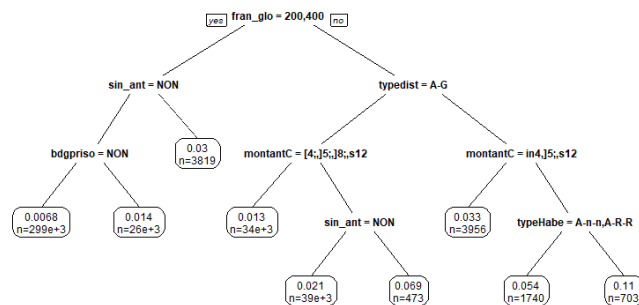 yes fran_glo = 200,400 no
sin_ant = NON
typedist = A-G
bdgpriso = NON
0.03
n=3819
montantC = [4;,]5;,]8;,s12
montantC = in4,]5;,s12
0.0068
n=299e+3
0.014
n=26e+3
0.013
n=34e+3
sin_ant = NON
0.033
n=3956
typeHabe = A-n-n,A-R-R
0.021
n=39e+3
0.069
n=473
0.054
n=1740
0.11
n=703